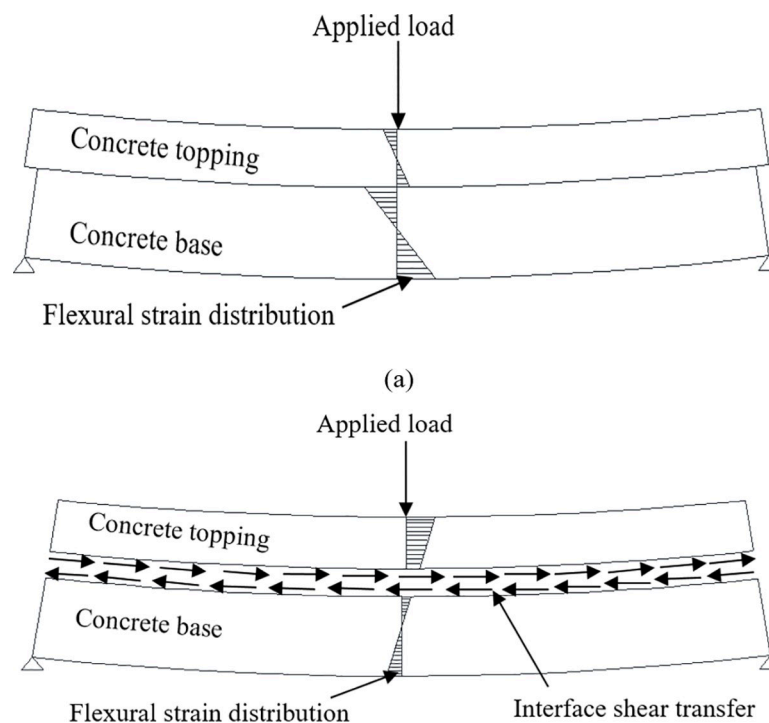 Applied load
Concrete topping
Concrete base
Flexural strain distribution
(a)
Applied load
Concrete topping
Concrete base
Flexural strain distribution
Interface shear transfer